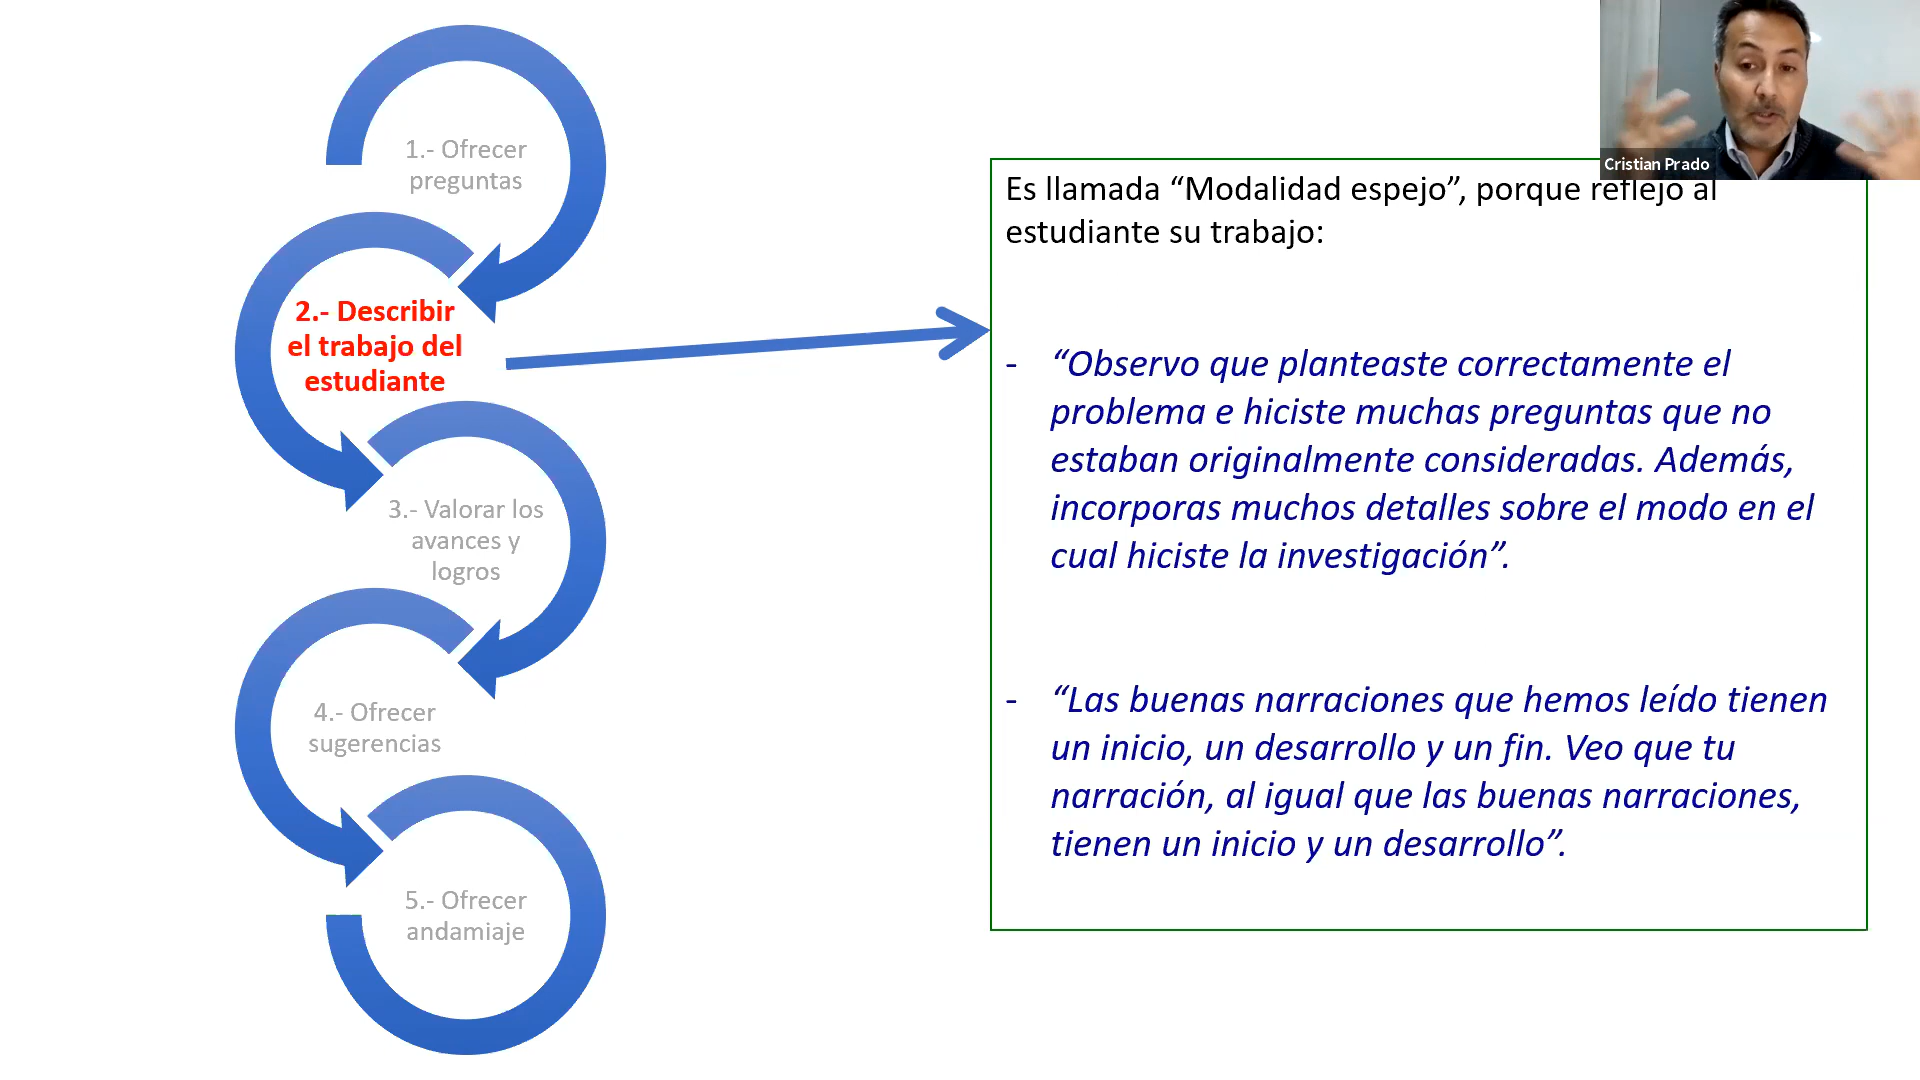 1.- Ofrecer
preguntas
2.- Describir
el trabajo del
estudiante
3.- Valorar los
avances y
logros
4.- Ofrecer
sugerencias
5.- Ofrecer
andamiaje
Cristian Prado
Es llamada “Modalidad espejo”, porque reflejo al
estudiante su trabajo:
- “Observo que planteaste correctamente el
problema e hiciste muchas preguntas que no
estaban originalmente consideradas. Además,
incorporas muchos detalles sobre el modo en el
cual hiciste la investigación”.
- “Las buenas narraciones que hemos leído tienen
un inicio, un desarrollo y un fin. Veo que tu
narración, al igual que las buenas narraciones,
tienen un inicio y un desarrollo”.